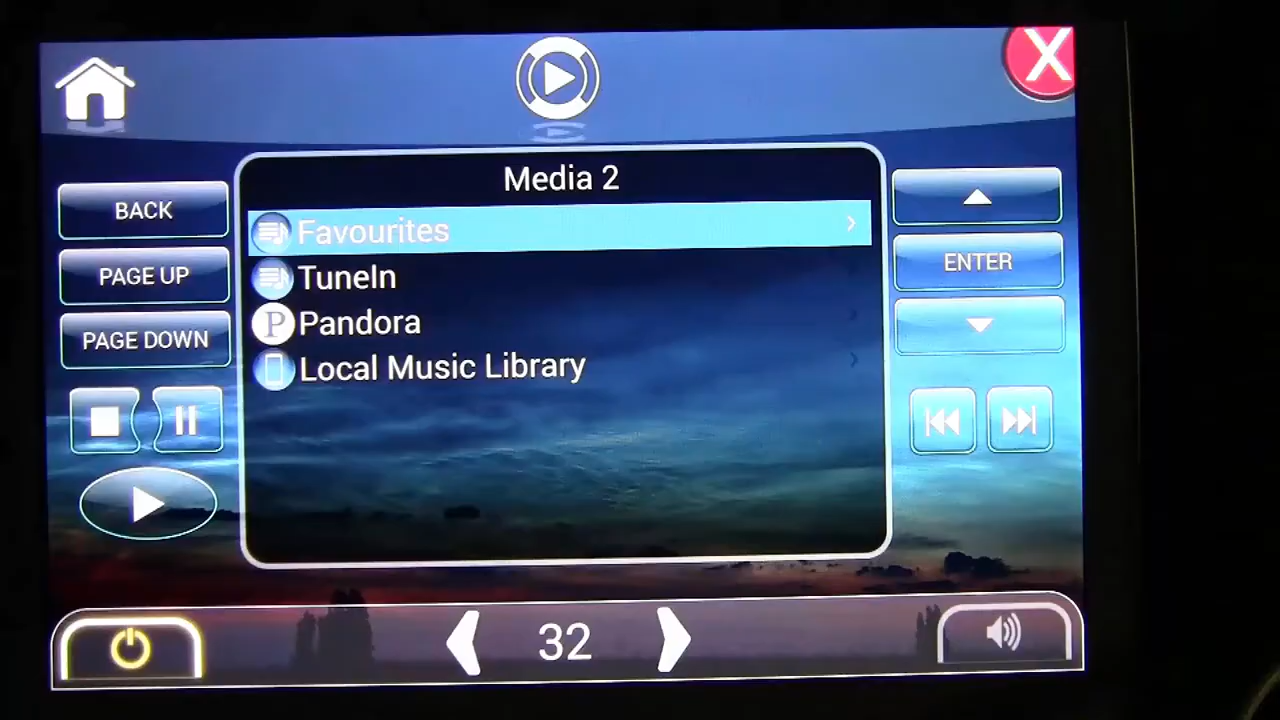 X
Media 2
BACK
PAGE UP
PAGE DOWN
Favourites
TuneIn
P Pandora
Local Music Library
ENTER
32